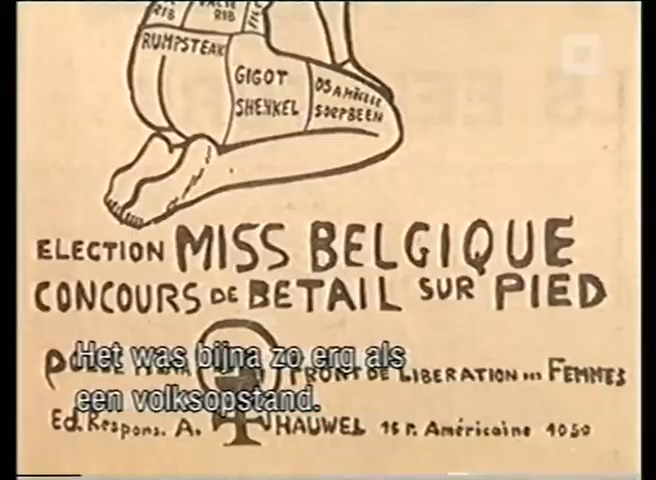 RIB
RIB
RUMPSTEAK
GIGOT
SHENKEL
OS A MOELLE
SOEPBEEN
ELECTION MISS BELGIQUE
CONCOURS DE BETAIL SUR PIED
FRONT DE LIBERATION DES FEMMES
Het was bijna zo erg als
een volksopstand.
Ed. Respons. A. HAUWEL 15 r. Américaine 1050